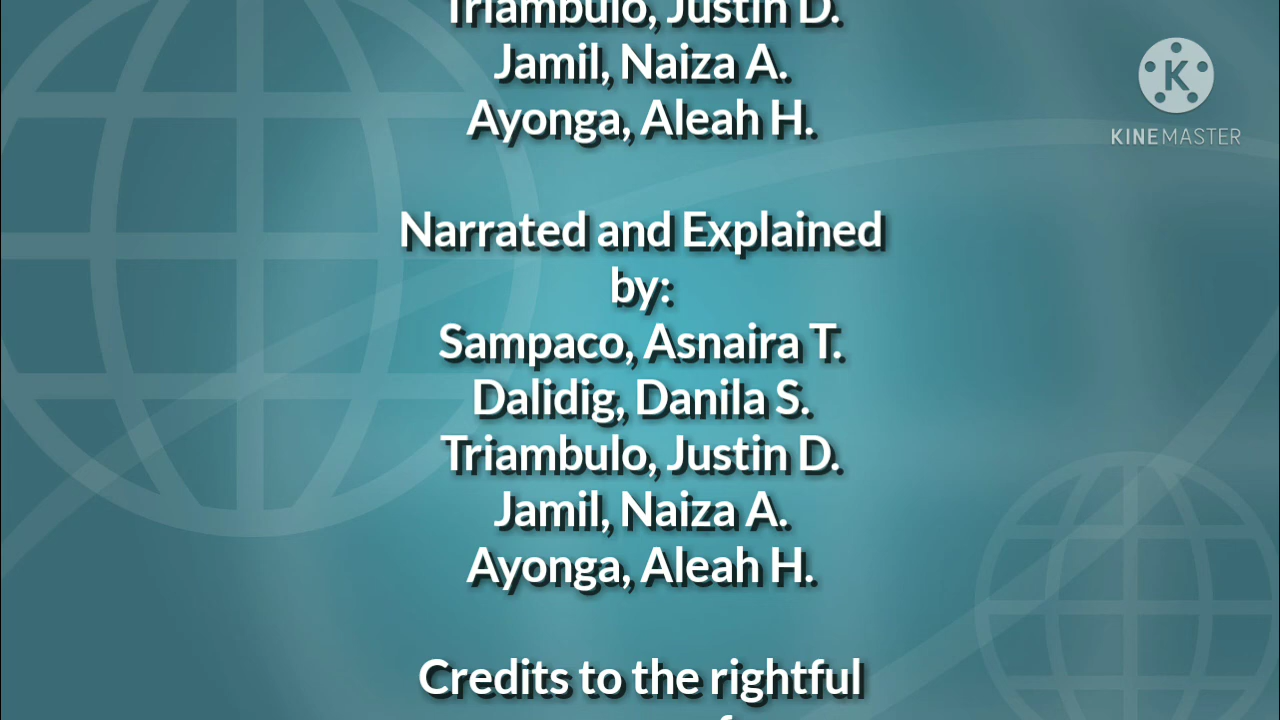 Triambulo, Justin D.
Jamil, Naiza A.
Ayonga, Aleah H.
KINEMASTER
Narrated and Explained
by:
Sampaco, Asnaira T.
Dalidig, Danila S.
Triambulo, Justin D.
Jamil, Naiza A.
Ayonga, Aleah H.
Credits to the rightful